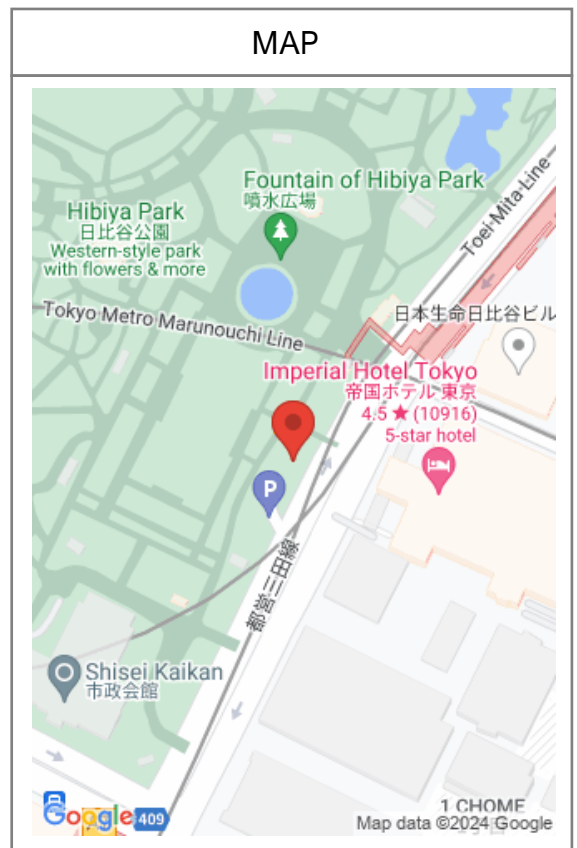 MAP
Fountain of Hibiya Park
噴水広場
Hibiya Park
日比谷公園
Western-style park
with flowers & more
Toei-Mita-Line
Tokyo Metro Marunouchi Line
日本生命日比谷ビル
Imperial Hotel Tokyo
帝国ホテル 東京
4.5 ★ (10916)
5-star hotel
P
都営三田線
Shisei Kaikan
市政会館
Google
409
1 CHOME
Map data ©2024 Google